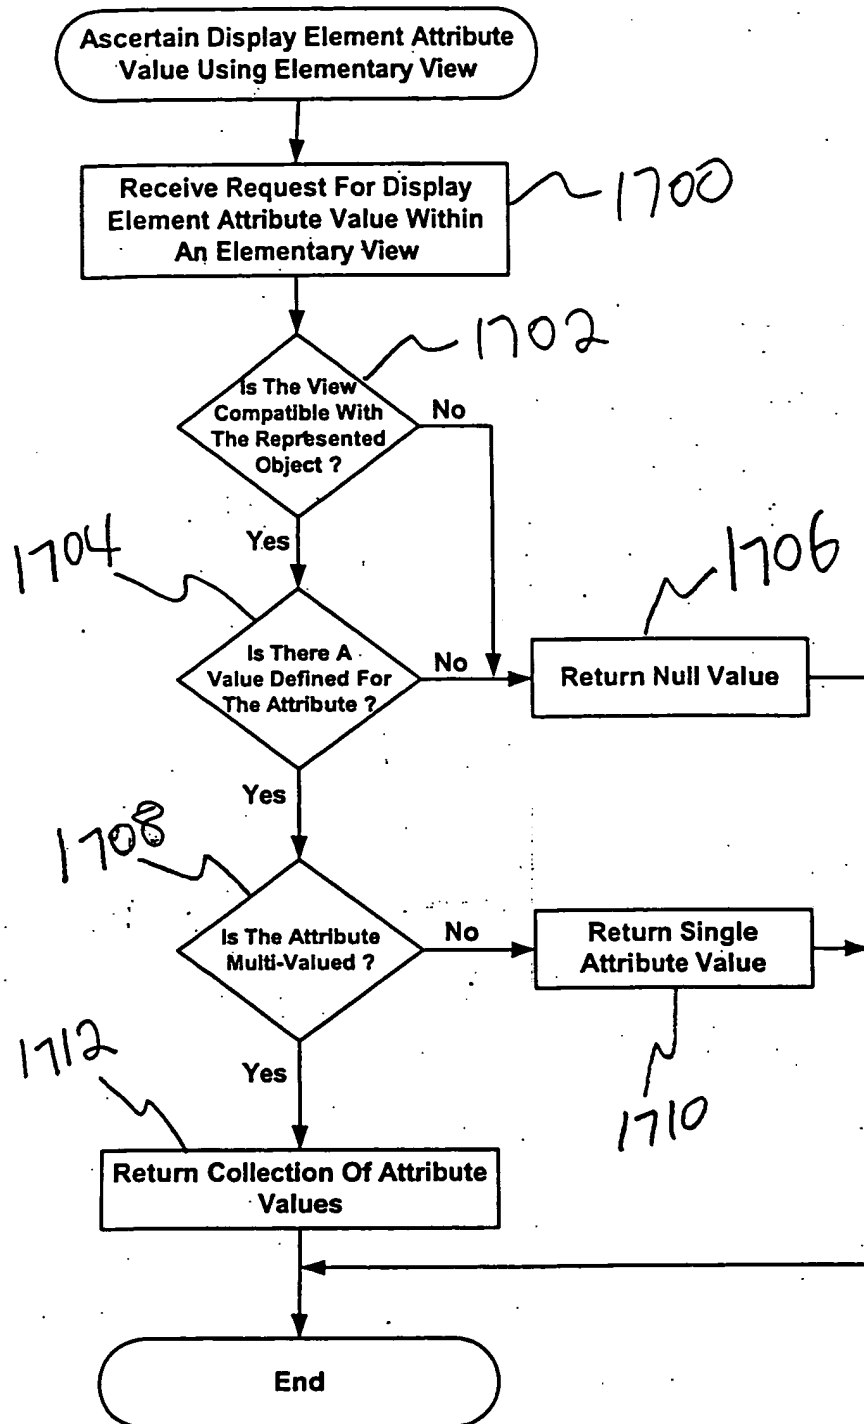 Ascertain Display Element Attribute
Value Using Elementary View
Receive Request For Display
Element Attribute Value Within
An Elementary View
1700
1702
Is The View
Compatible With
The Represented
Object ?
No
Yes
1704
1706
Is There A
Value Defined For
The Attribute ?
No
Return Null Value
Yes
1708
Is The Attribute
Multi-Valued ?
No
Return Single
Attribute Value
Yes
1712
1710
Return Collection Of Attribute
Values
End